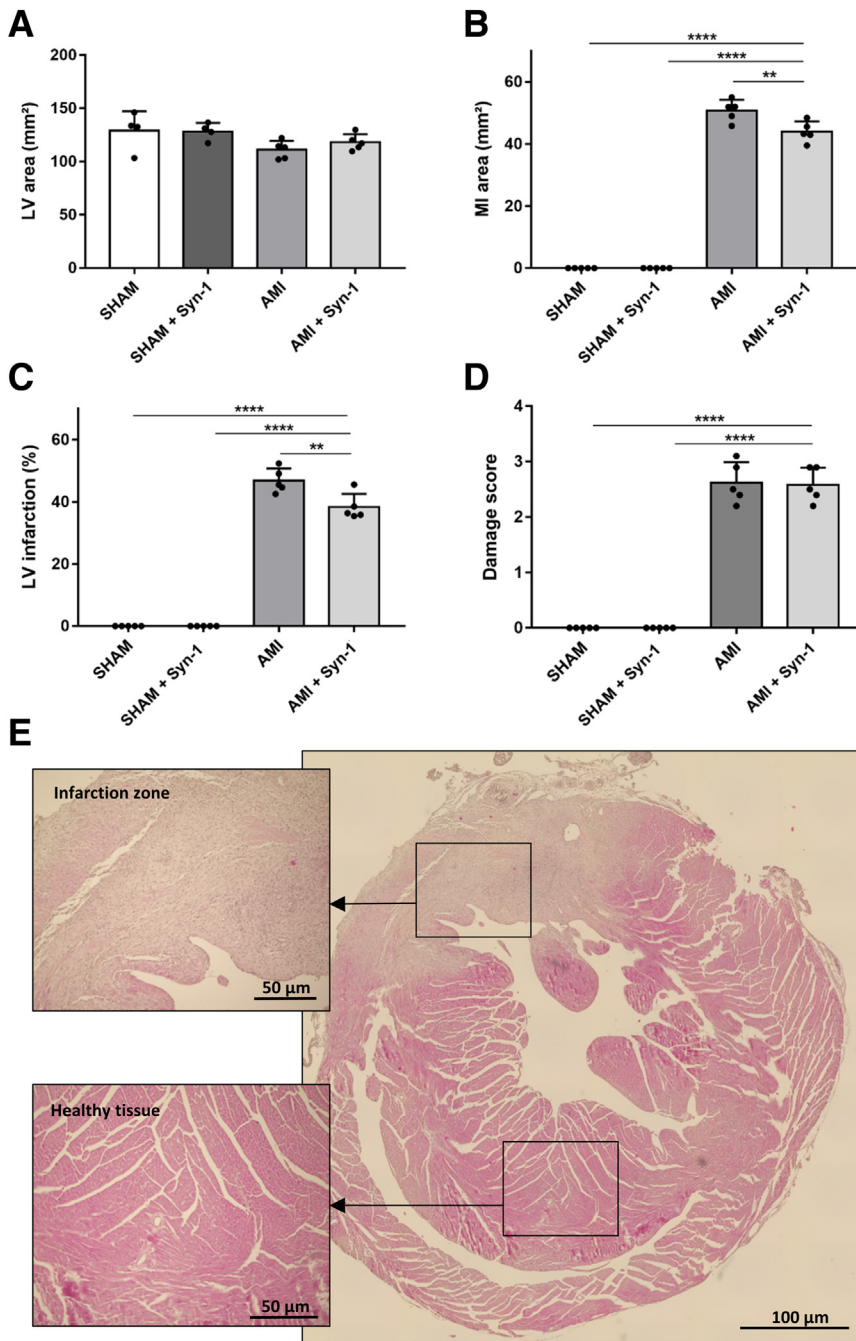 A
LV area (mm²)
200
150
100
50
0
SHAM
SHAM + Syn-1
AMI
AMI + Syn-1
B
MI area (mm²)
60
40
20
0
****
****
**
SHAM
SHAM + Syn-1
AMI
AMI + Syn-1
C
LV infarction (%)
60
40
20
0
****
****
**
SHAM
SHAM + Syn-1
AMI
AMI + Syn-1
D
Damage score
4
3
2
1
0
****
****
SHAM
SHAM + Syn-1
AMI
AMI + Syn-1
E
Infarction zone
50 µm
Healthy tissue
50 µm
100 µm